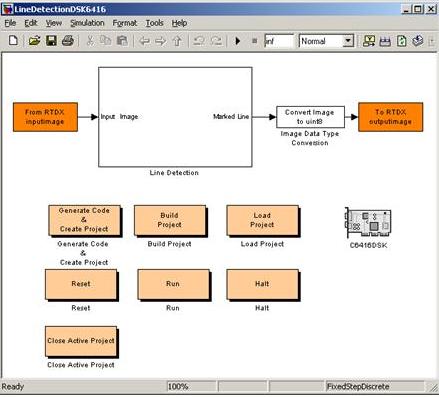 LineDetectionDSK6416
File Edit View Simulation Format Tools Help
inf Normal
From RTDX
inputimage
Input Image
Marked Line
Convert Image
to uint8
To RTDX
outputimage
Image Data Type
Conversion
Line Detection
Generate Code
&
Create Project
Build
Project
Load
Project
Generate Code
&
Create Project
Build Project
Load Project
C6416DSK
Reset
Run
Halt
Reset
Run
Halt
Close Active Project
Close Active Project
Ready 100% FixedStepDiscrete